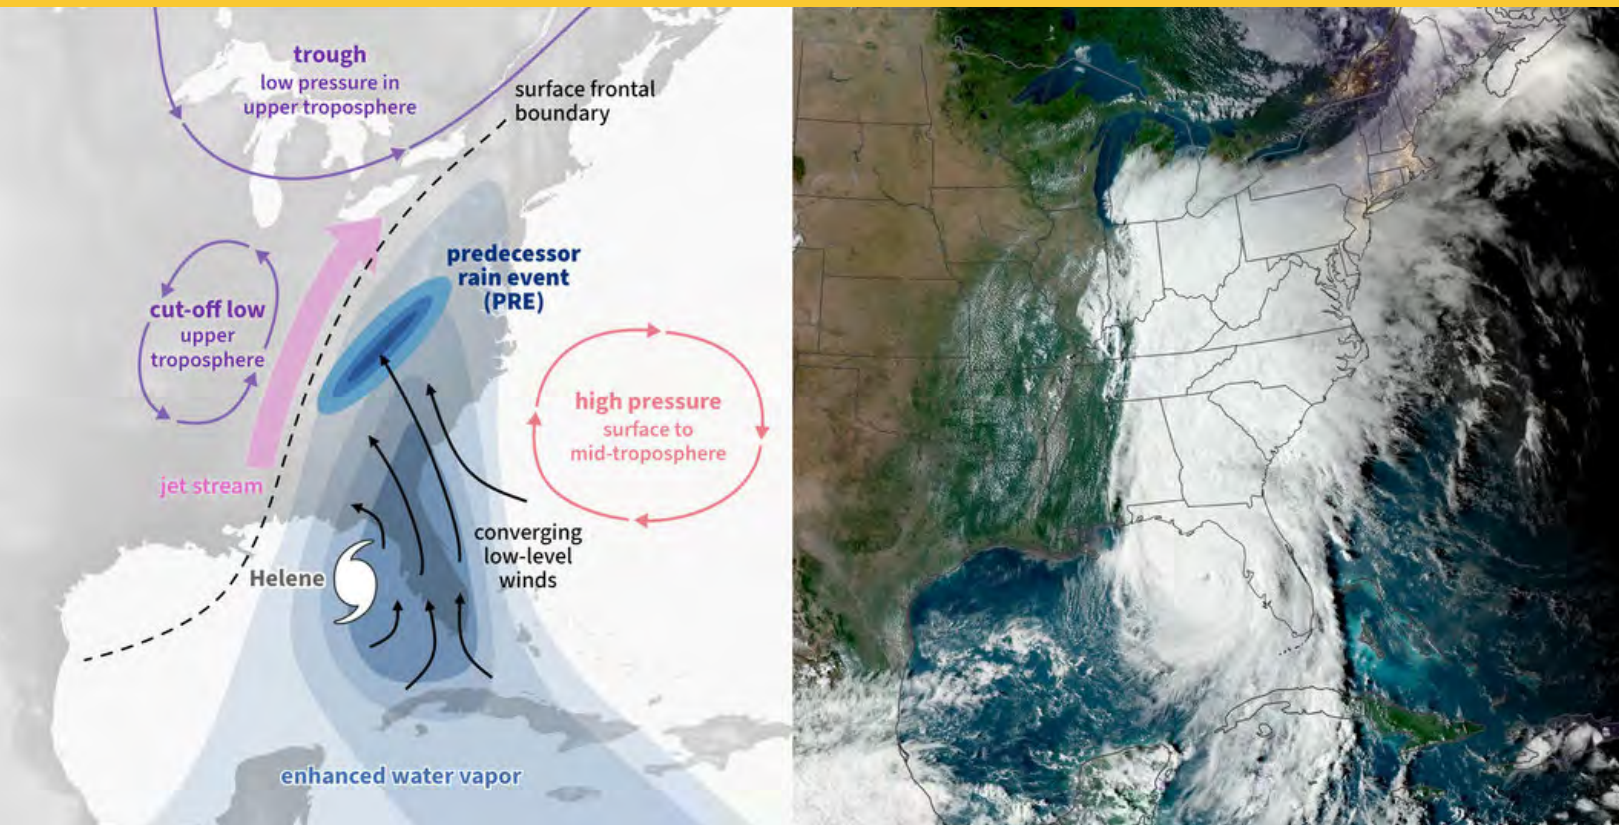 trough
low pressure in
upper troposphere
surface frontal
boundary
predecessor
rain event
(PRE)
cut-off low
upper
troposphere
high pressure
surface to
mid-troposphere
jet stream
converging
low-level
winds
Helene
enhanced water vapor